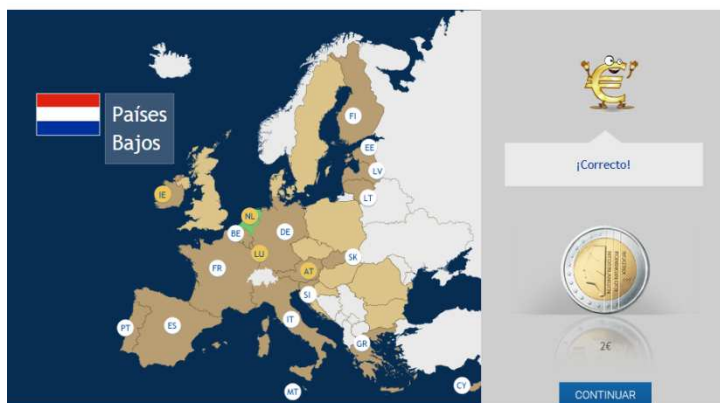 Países
Bajos
FI
EE
LV
LT
IE
NL
BE
DE
LU
FR
SK
AT
SI
IT
PT
ES
GR
MT
CY
¡Correcto!
2€
CONTINUAR